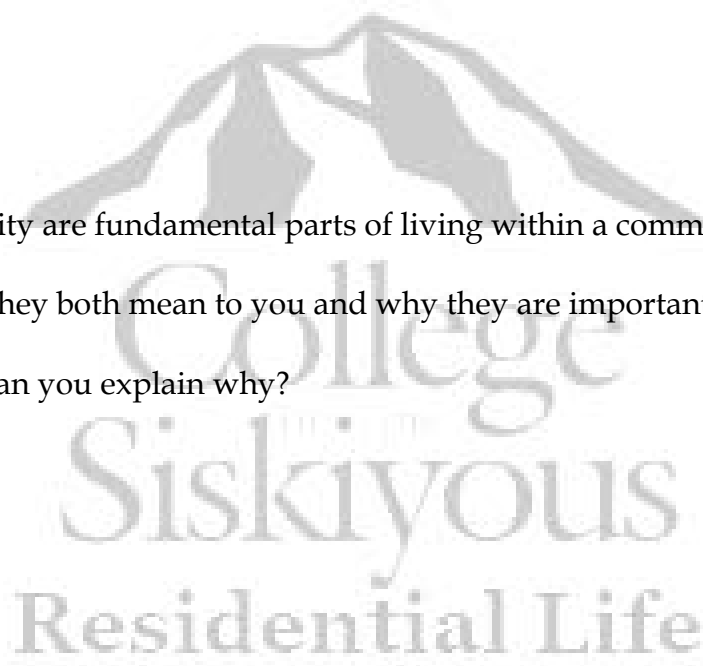 ity are fundamental parts of living within a comm
hey both mean to you and why they are important
an you explain why?
College
Siskiyous
Residential Life